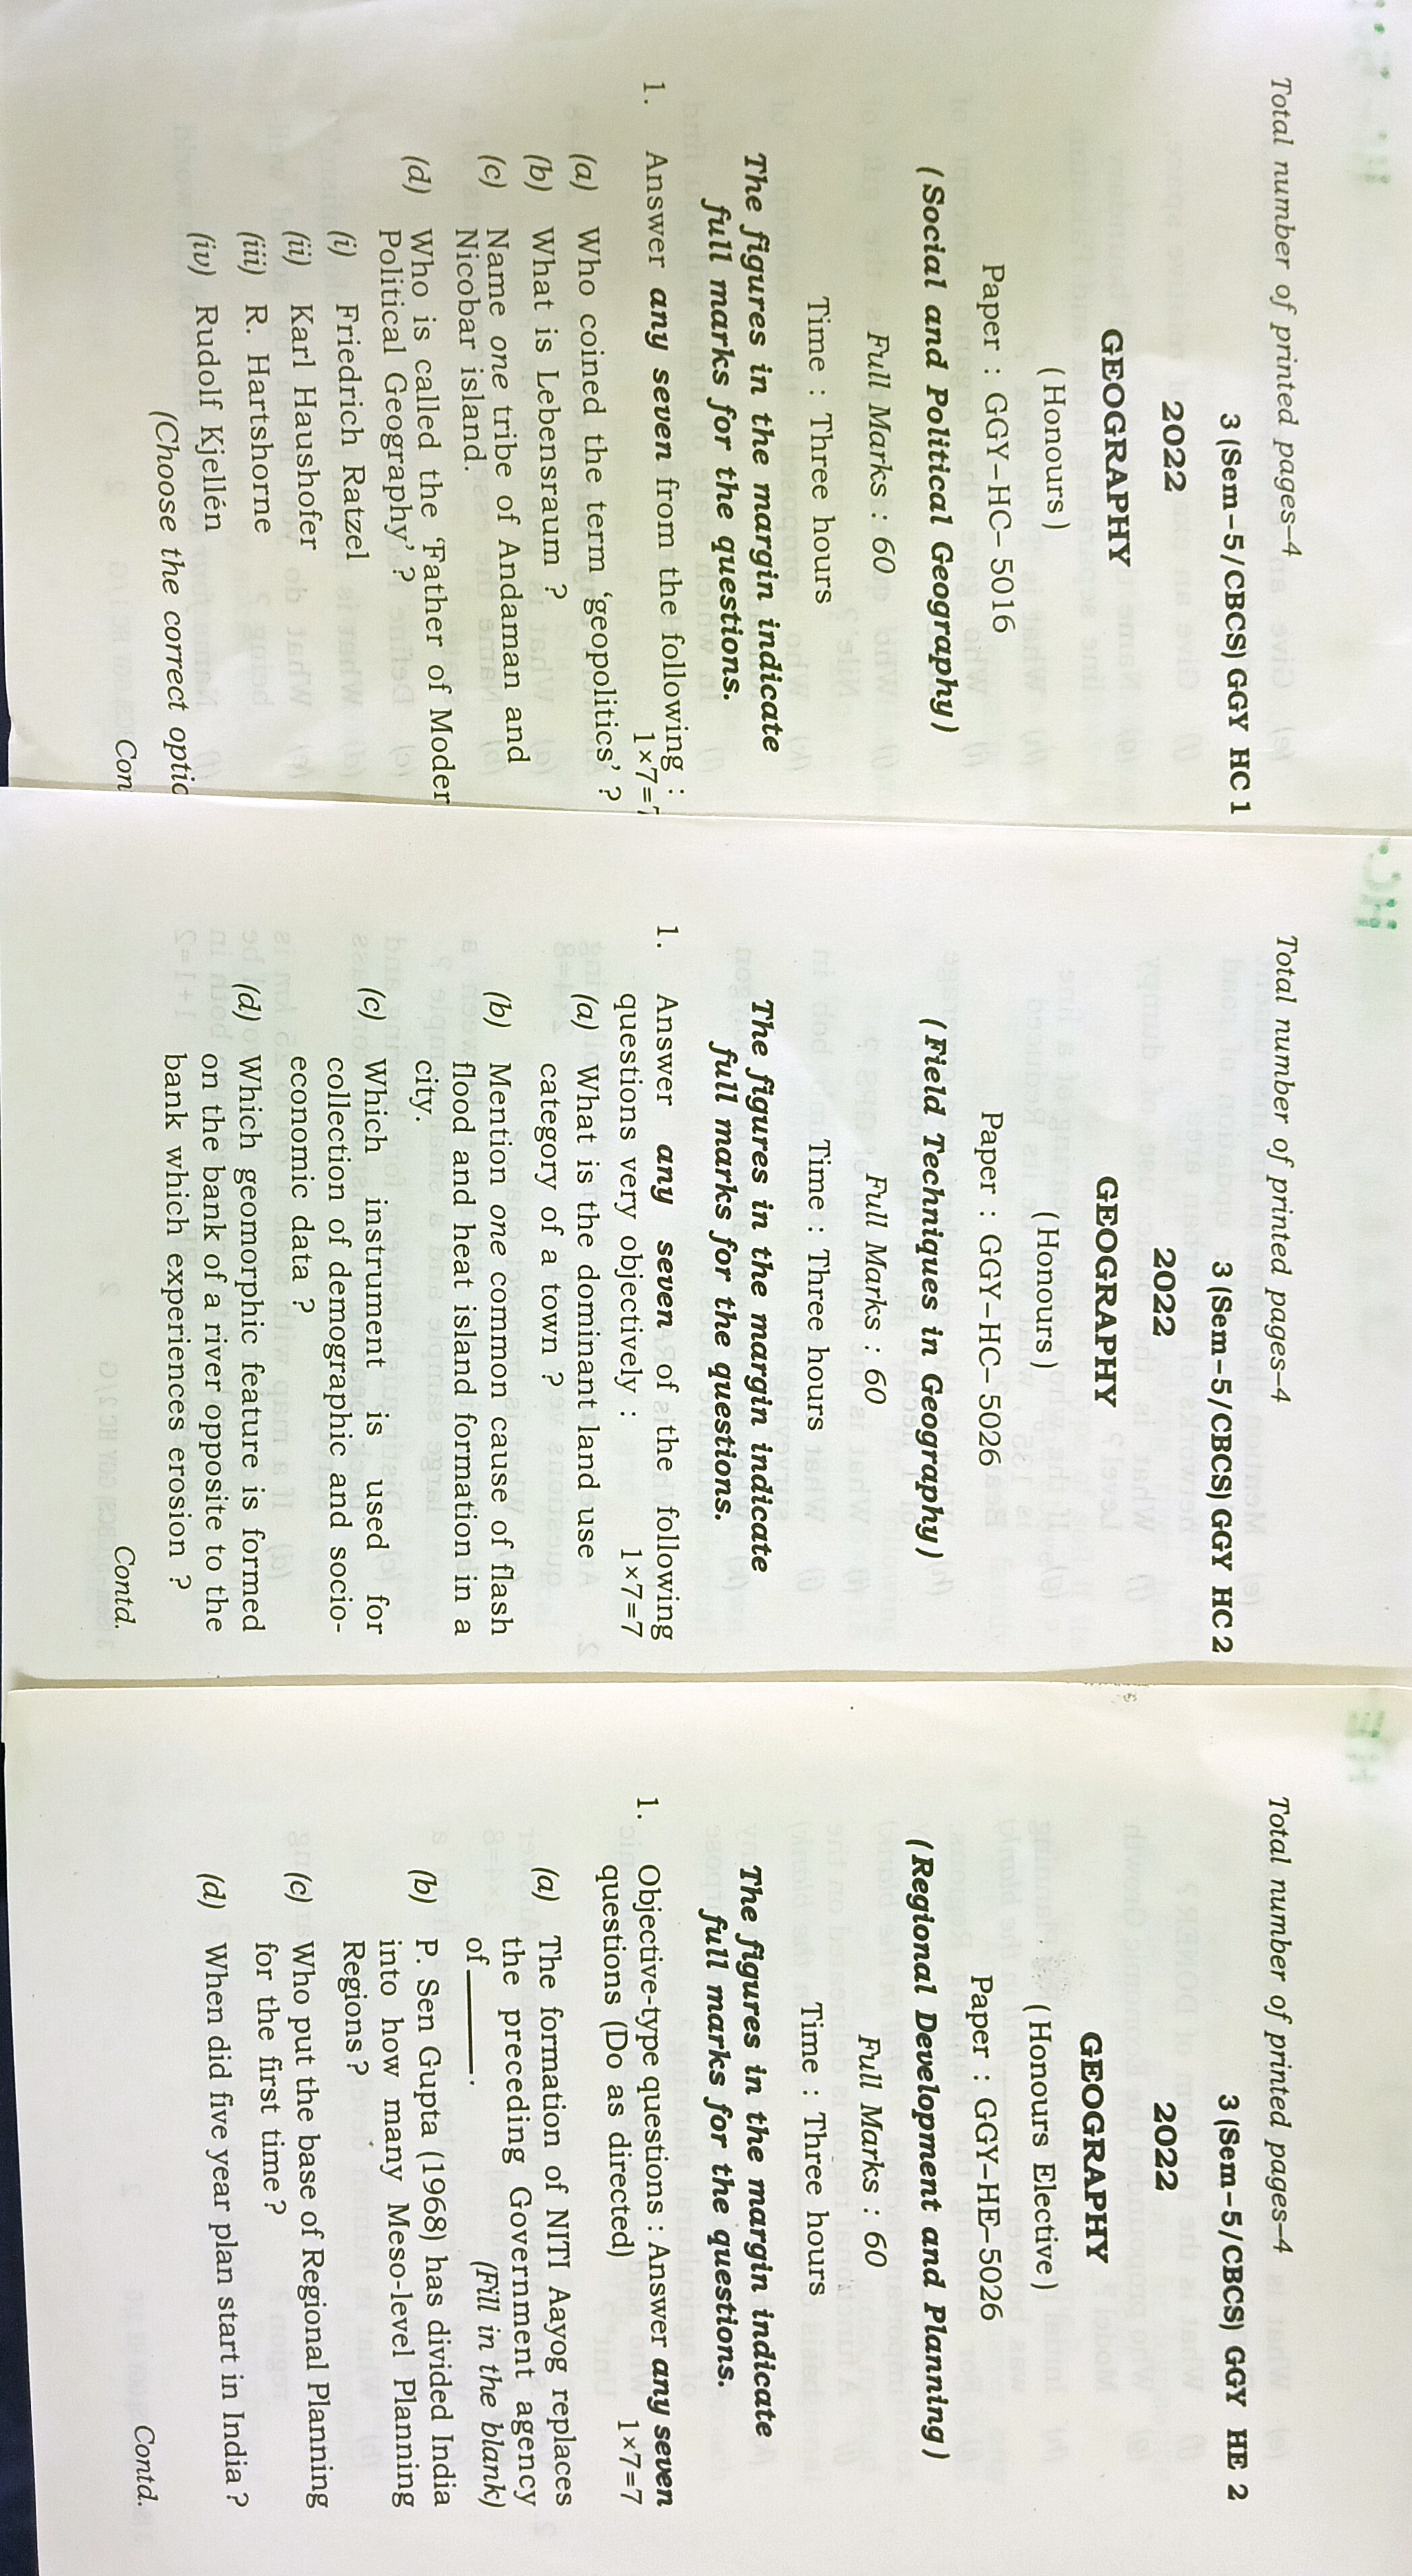 Total number of printed pages–4
3 (Sem–5/CBCS) GGY HC 1
2022
GEOGRAPHY
(Honours)
Paper : GGY–HC– 5016
(Social and Political Geography)
Full Marks : 60
Time : Three hours
The figures in the margin indicate
full marks for the questions.
1. Answer any seven from the following :
1×7=7
(a) Who coined the term ‘geopolitics’ ?
(b) What is Lebensraum ?
(c) Name one tribe of Andaman and
Nicobar island.
(d) Who is called the ‘Father of Moder
Political Geography’ ?
(i) Friedrich Ratzel
(ii) Karl Haushofer
(iii) R. Hartshorne
(iv) Rudolf Kjellén
(Choose the correct optio
Con
Total number of printed pages–4
3 (Sem–5/CBCS) GGY HC 2
2022
GEOGRAPHY
(Honours)
Paper : GGY–HC–5026
(Field Techniques in Geography)
Full Marks : 60
Time : Three hours
The figures in the margin indicate
full marks for the questions.
1. Answer any seven of the following
questions very objectively : 1×7=7
(a) What is the dominant land use
category of a town ?
(b) Mention one common cause of flash
flood and heat island formation in a
city.
(c) Which instrument is used for
collection of demographic and socio-
economic data ?
(d) Which geomorphic feature is formed
on the bank of a river opposite to the
bank which experiences erosion ?
Contd.
Total number of printed pages–4
3 (Sem–5/CBCS) GGY HE 2
2022
GEOGRAPHY
(Honours Elective)
Paper : GGY–HE–5026
(Regional Development and Planning)
Full Marks : 60
Time : Three hours
The figures in the margin indicate
full marks for the questions.
1. Objective-type questions : Answer any seven
questions (Do as directed) 1×7=7
(a) The formation of NITI Aayog replaces
the preceding Government agency
of ______. (Fill in the blank)
(b) P. Sen Gupta (1968) has divided India
into how many Meso-level Planning
Regions ?
(c) Who put the base of Regional Planning
for the first time ?
(d) When did five year plan start in India ?
Contd.